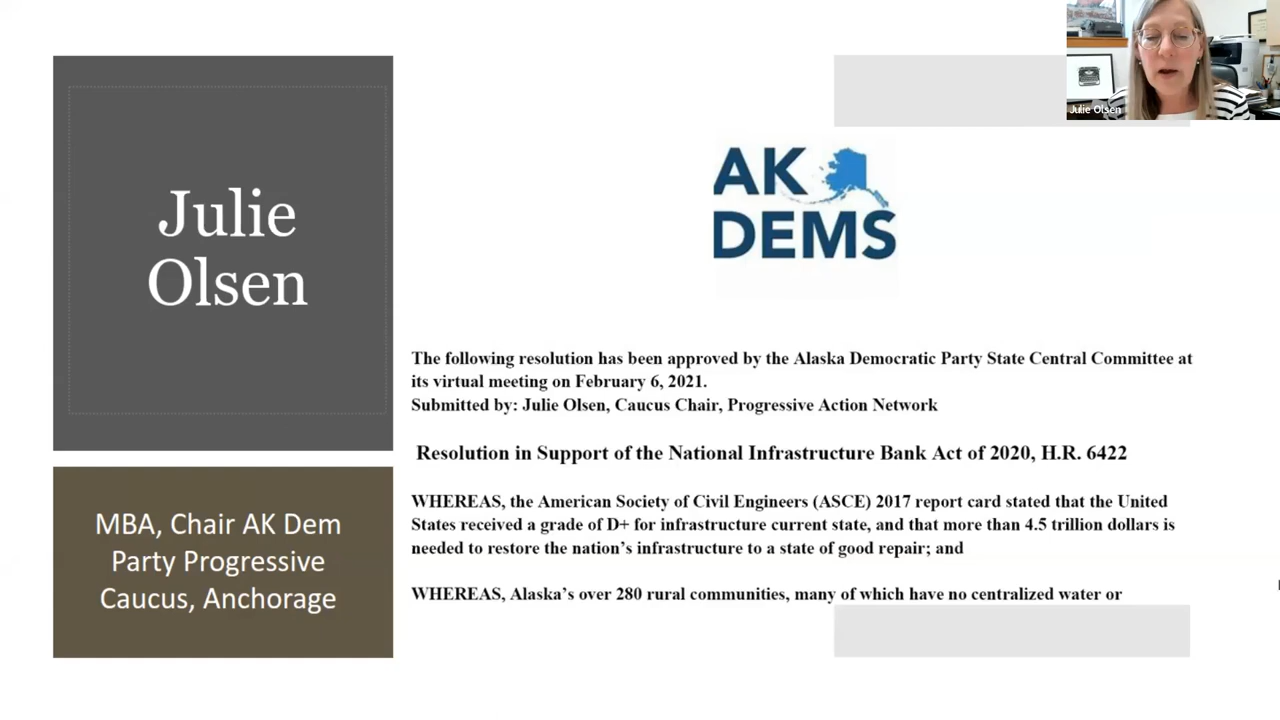 Julie Olsen
AK
DEMS
Julie
Olsen
MBA, Chair AK Dem
Party Progressive
Caucus, Anchorage
The following resolution has been approved by the Alaska Democratic Party State Central Committee at
its virtual meeting on February 6, 2021.
Submitted by: Julie Olsen, Caucus Chair, Progressive Action Network
Resolution in Support of the National Infrastructure Bank Act of 2020, H.R. 6422
WHEREAS, the American Society of Civil Engineers (ASCE) 2017 report card stated that the United
States received a grade of D+ for infrastructure current state, and that more than 4.5 trillion dollars is
needed to restore the nation’s infrastructure to a state of good repair; and
WHEREAS, Alaska’s over 280 rural communities, many of which have no centralized water or